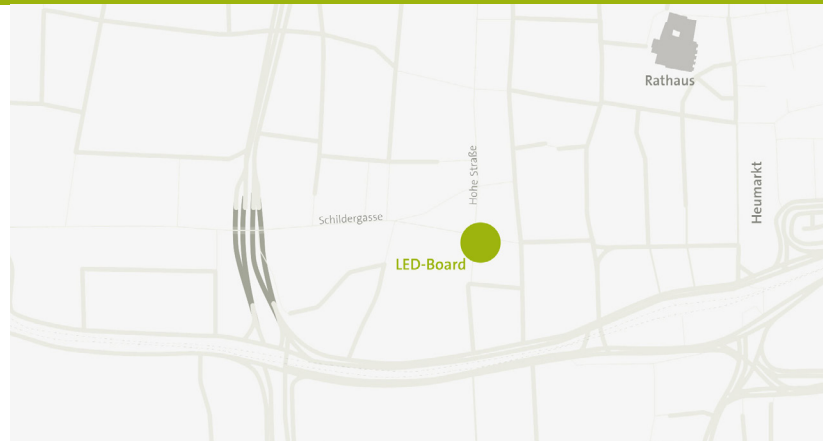 Rathaus
Hohe Straße
Heumarkt
Schildergasse
LED-Board